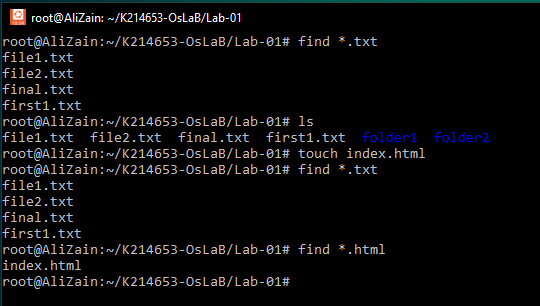 root@AliZain: ~/K214653-OsLaB/Lab-01
root@AliZain:~/K214653-OsLaB/Lab-01# find *.txt
file1.txt
file2.txt
final.txt
first1.txt
root@AliZain:~/K214653-OsLaB/Lab-01# ls
file1.txt  file2.txt  final.txt  first1.txt  folder1  folder2
root@AliZain:~/K214653-OsLaB/Lab-01# touch index.html
root@AliZain:~/K214653-OsLaB/Lab-01# find *.txt
file1.txt
file2.txt
final.txt
first1.txt
root@AliZain:~/K214653-OsLaB/Lab-01# find *.html
index.html
root@AliZain:~/K214653-OsLaB/Lab-01#